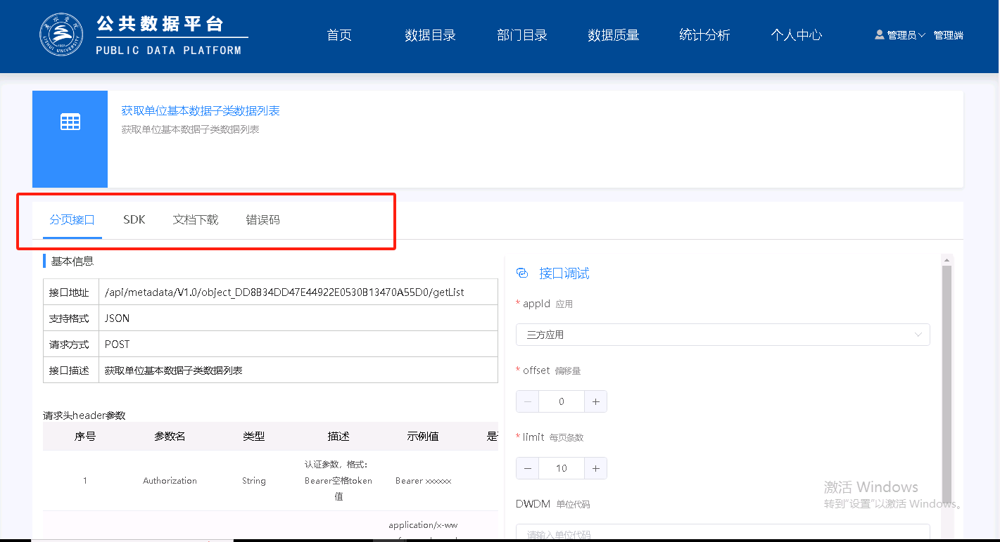 公共数据平台
PUBLIC DATA PLATFORM
LISHUI UNIVERSITY
首页
数据目录
部门目录
数据质量
统计分析
个人中心
管理员
管理端
获取单位基本数据子类数据列表
获取单位基本数据子类数据列表
分页接口 SDK 文档下载 错误码
基本信息
接口地址 /api/metadata/V1.0/object_DD8B34DD47E44922E0530B13470A55D0/getList
支持格式 JSON
请求方式 POST
接口描述 获取单位基本数据子类数据列表
请求头header参数
序号 参数名 类型 描述 示例值 是
1 Authorization String 认证参数，格式：
Bearer空格token
值
Bearer xxxxxx
application/x-ww
接口调试
* appId 应用
三方应用
* offset 偏移量
− 0 +
* limit 每页条数
− 10 +
DWDM 单位代码
请输入单位代码
激活 Windows
转到“设置”以激活 Windows。